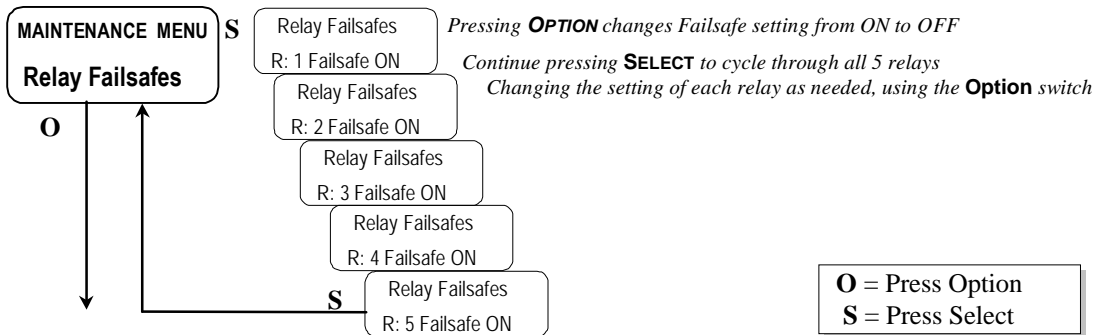 MAINTENANCE MENU
Relay Failsafes
S
O
Relay Failsafes
R: 1 Failsafe ON
Pressing OPTION changes Failsafe setting from ON to OFF
Continue pressing SELECT to cycle through all 5 relays
Changing the setting of each relay as needed, using the Option switch
Relay Failsafes
R: 2 Failsafe ON
Relay Failsafes
R: 3 Failsafe ON
Relay Failsafes
R: 4 Failsafe ON
S
Relay Failsafes
R: 5 Failsafe ON
O = Press Option
S = Press Select